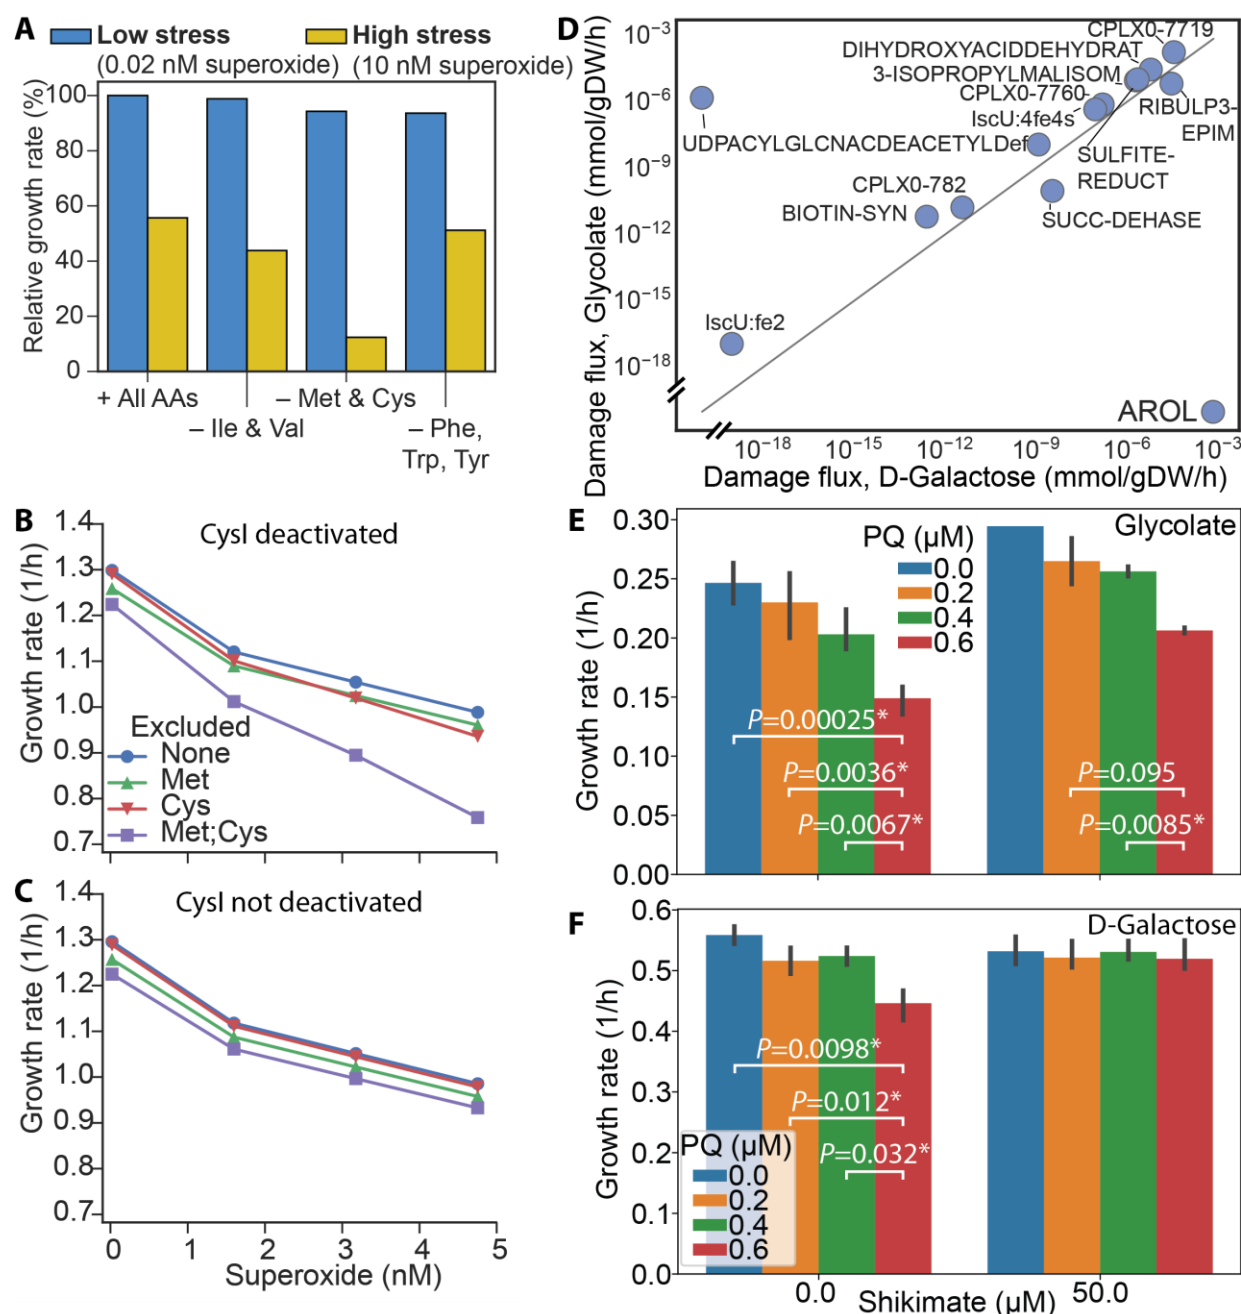 A
Low stress
(0.02 nM superoxide)
High stress
(10 nM superoxide)
Relative growth rate (%)
100
80
60
40
20
0
+ All AAs
– Ile & Val
– Met & Cys
– Phe,
Trp, Tyr
B
CysI deactivated
Growth rate (1/h)
1.4
1.3
1.2
1.1
1.0
0.9
0.8
0.7
Excluded
None
Met
Cys
Met;Cys
C
CysI not deactivated
Growth rate (1/h)
1.4
1.3
1.2
1.1
1.0
0.9
0.8
0.7
0 1 2 3 4 5
Superoxide (nM)
D
Damage flux, Glycolate (mmol/gDW/h)
10⁻³
10⁻⁶
10⁻⁹
10⁻¹²
10⁻¹⁵
10⁻¹⁸
CPLX0-7719
DIHYDROXYACIDDEHYDRAT
3-ISOPROPYLMALISOM
CPLX0-7760
IscU:4fe4s
RIBULP3-
EPIM
UDPACYLGLCNACDEACETYLDef
SULFITE-
REDUCT
CPLX0-782
BIOTIN-SYN
SUCC-DEHASE
IscU:fe2
AROL
10⁻¹⁸ 10⁻¹⁵ 10⁻¹² 10⁻⁹ 10⁻⁶ 10⁻³
Damage flux, D-Galactose (mmol/gDW/h)
E
Glycolate
Growth rate (1/h)
0.30
0.25
0.20
0.15
0.10
0.05
0.00
PQ (μM)
0.0
0.2
0.4
0.6
P=0.00025*
P=0.0036*
P=0.0067*
P=0.095
P=0.0085*
F
D-Galactose
Growth rate (1/h)
0.6
0.5
0.4
0.3
0.2
0.1
0.0
P=0.0098*
P=0.012*
P=0.032*
PQ (μM)
0.0
0.2
0.4
0.6
0.0 50.0
Shikimate (μM)